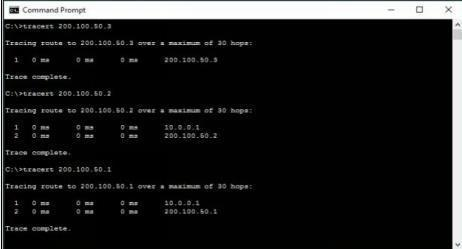 Command Prompt
C:\>tracert 200.100.50.3
Tracing route to 200.100.50.3 over a maximum of 30 hops:
1 0 ms 0 ms 0 ms 200.100.50.3
Trace complete.
C:\>tracert 200.100.50.2
Tracing route to 200.100.50.2 over a maximum of 30 hops:
1 0 ms 0 ms 0 ms 10.0.0.1
2 0 ms 0 ms 0 ms 200.100.50.2
Trace complete.
C:\>tracert 200.100.50.1
Tracing route to 200.100.50.1 over a maximum of 30 hops:
1 0 ms 0 ms 0 ms 10.0.0.1
2 0 ms 0 ms 0 ms 200.100.50.1
Trace complete.